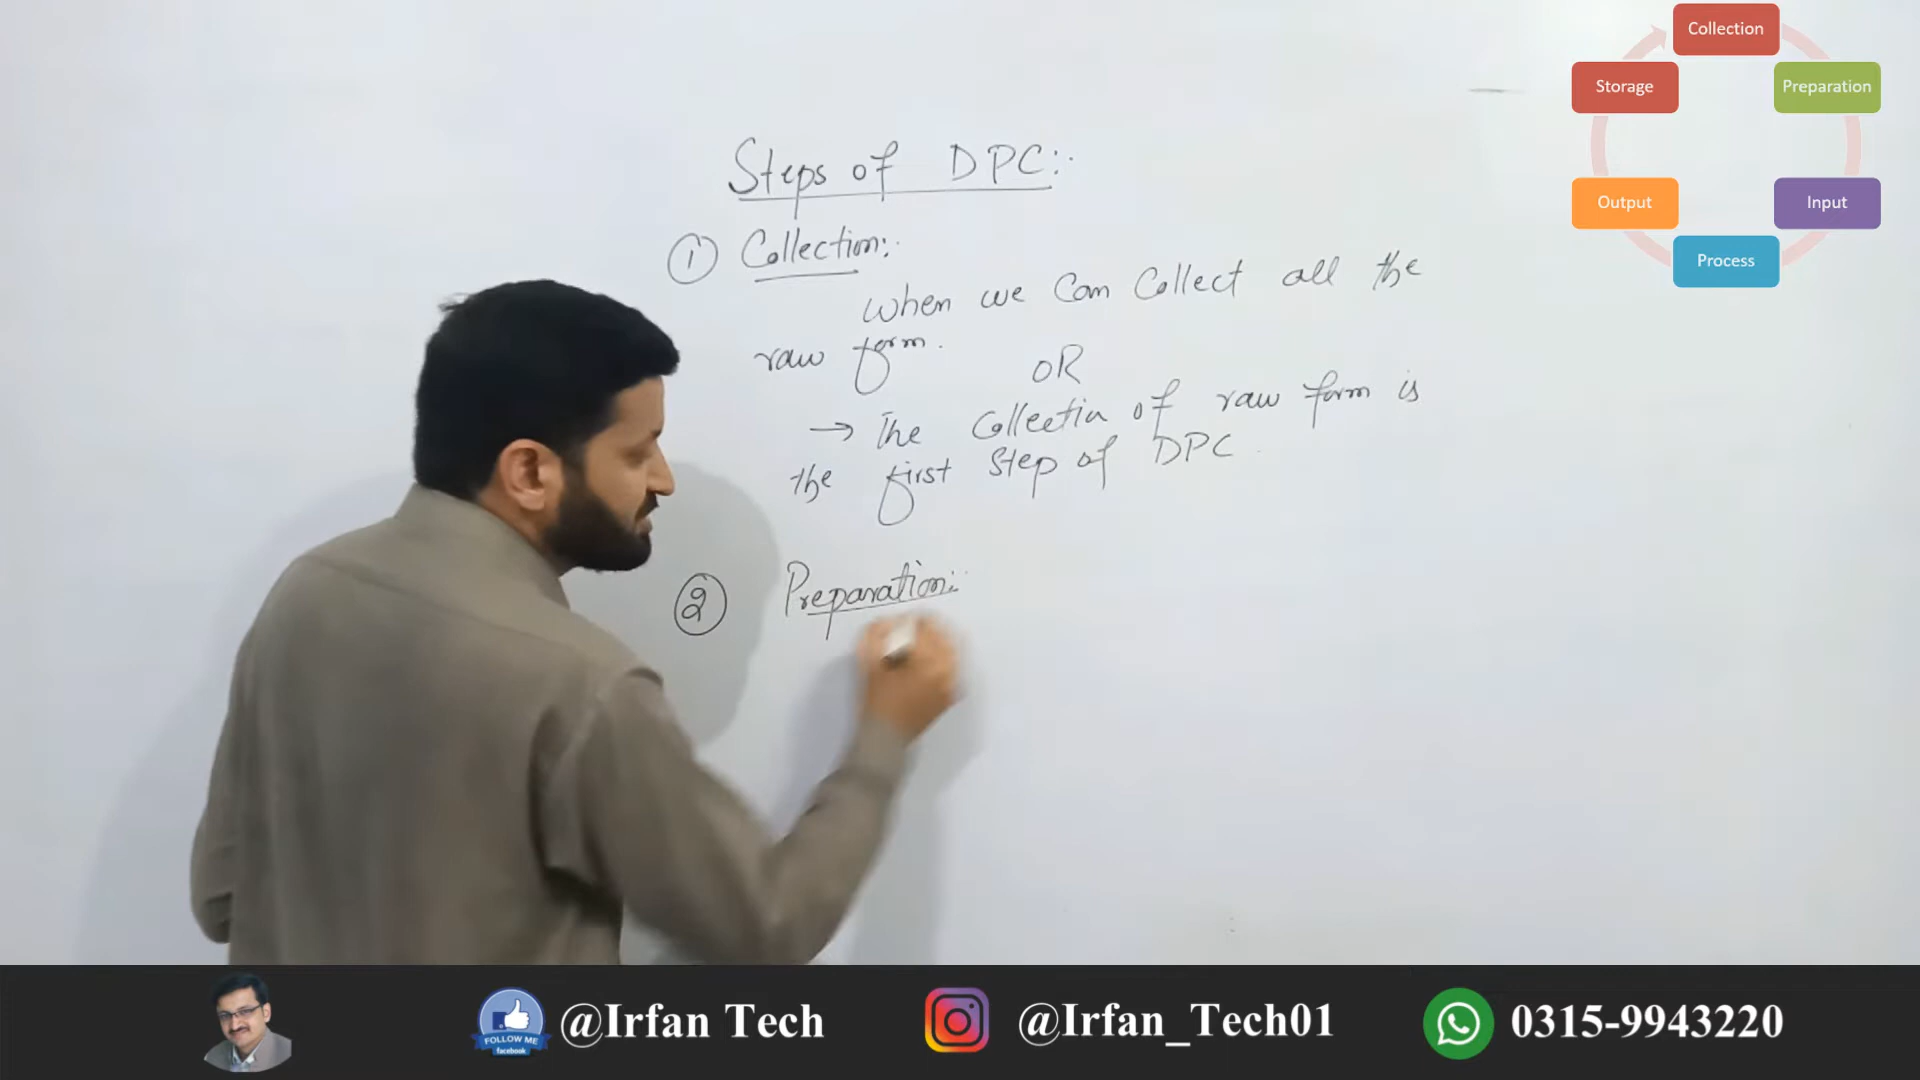 Steps of DPC:-
1 Collection:-
When we Can Collect all the
raw form.
OR
→ The Collection of raw form is
the first Step of DPC.
2 Preparation:-
Collection
Storage
Preparation
Output
Input
Process
FOLLOW ME
facebook
@Irfan Tech
@Irfan_Tech01
0315-9943220